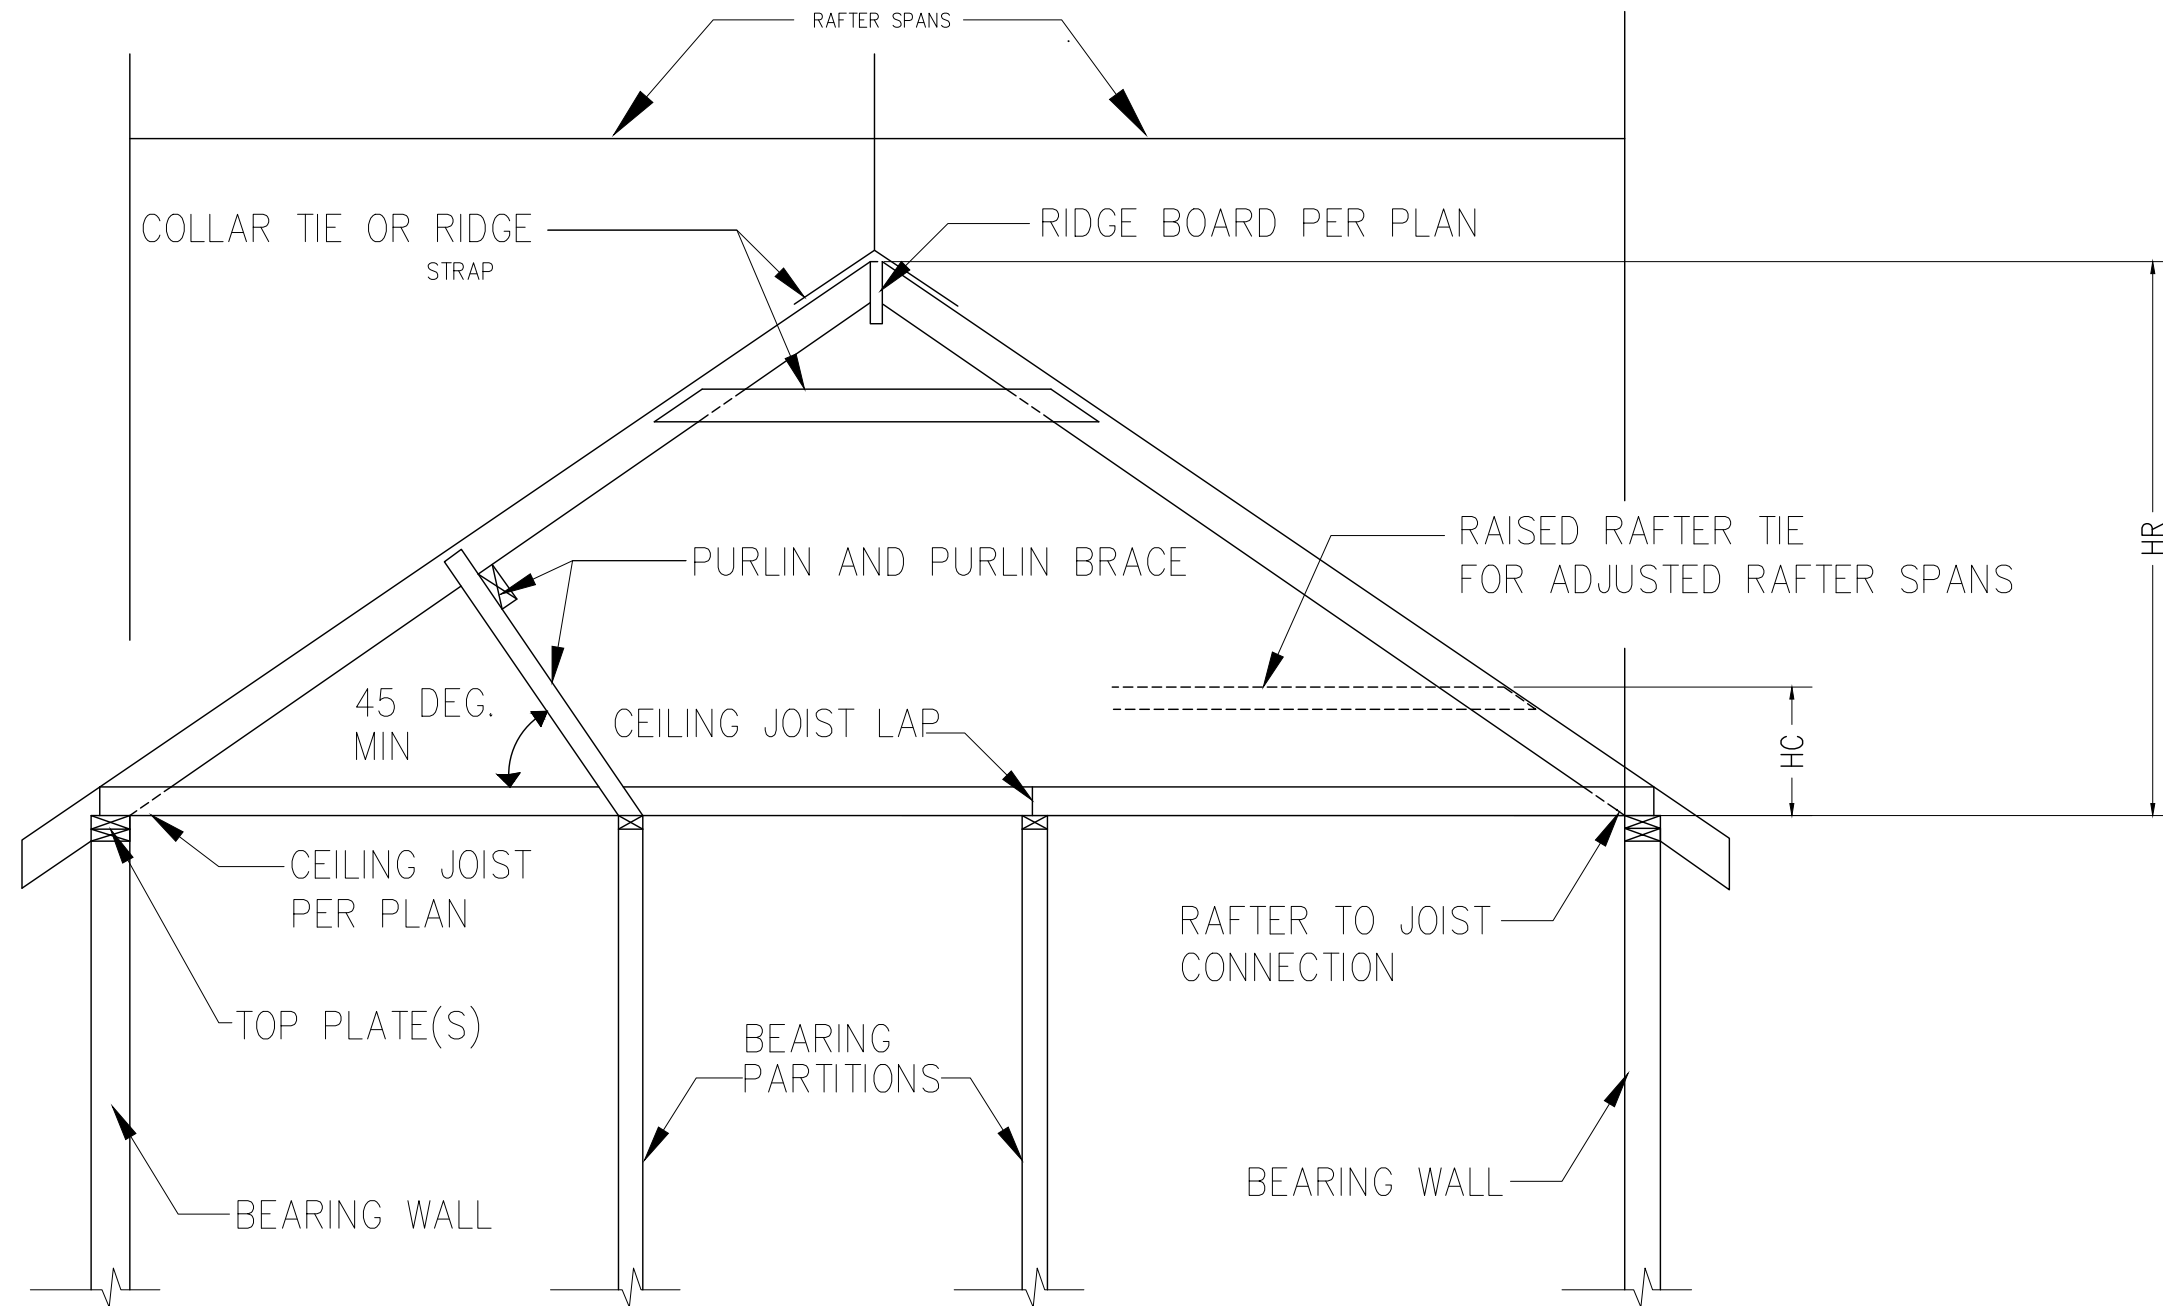 RAFTER SPANS
COLLAR TIE OR RIDGE
STRAP
RIDGE BOARD PER PLAN
RAISED RAFTER TIE
FOR ADJUSTED RAFTER SPANS
HR
PURLIN AND PURLIN BRACE
45 DEG.
MIN
CEILING JOIST LAP
HC
CEILING JOIST
PER PLAN
RAFTER TO JOIST
CONNECTION
TOP PLATE(S)
BEARING
PARTITIONS
BEARING WALL
BEARING WALL